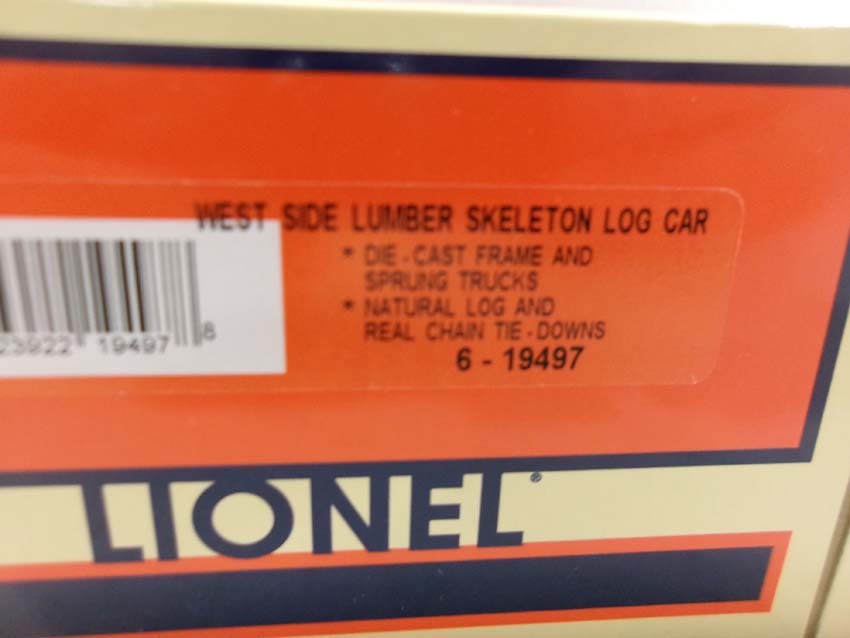 WEST SIDE LUMBER SKELETON LOG CAR
* DIE-CAST FRAME AND
SPRUNG TRUCKS
* NATURAL LOG AND
REAL CHAIN TIE-DOWNS
6 - 19497
23922 19497 8
LIONEL®